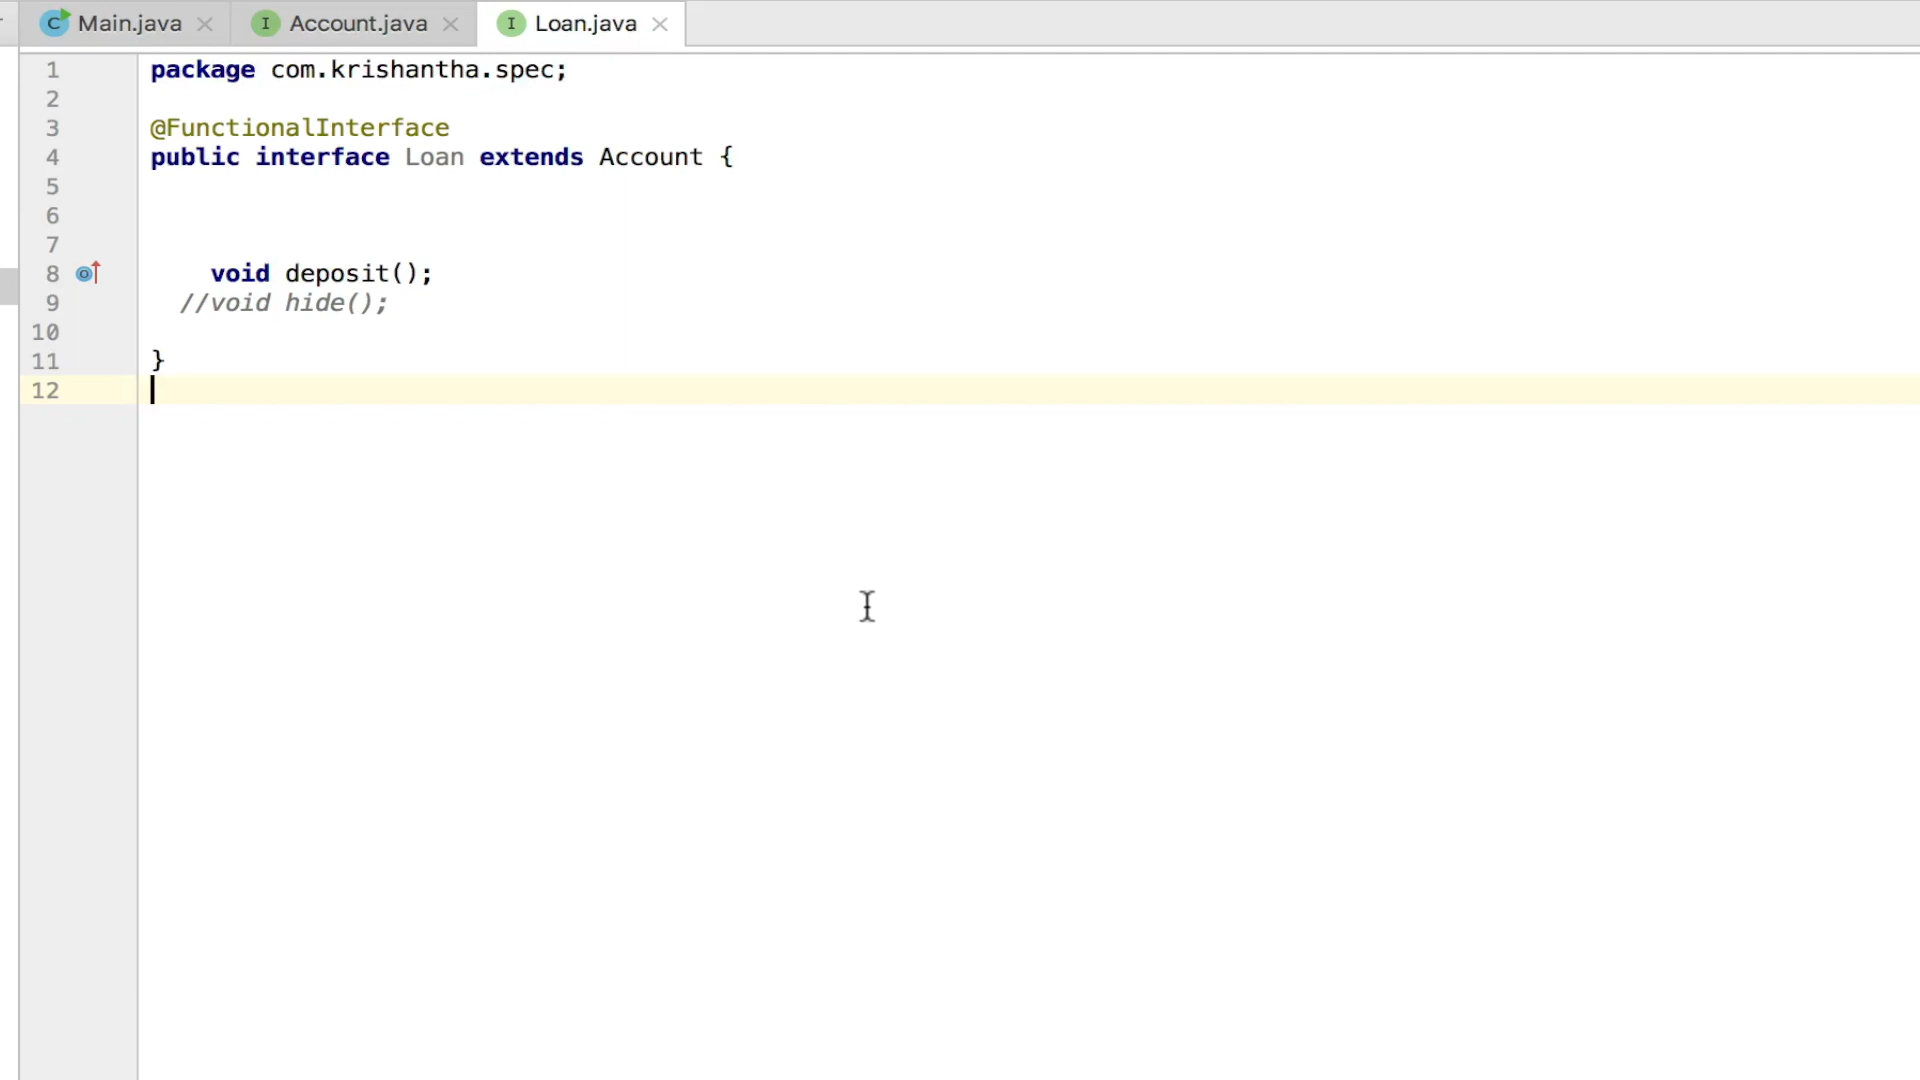 C Main.java × I Account.java × I Loan.java ×
1 package com.krishantha.spec;
2
3 @FunctionalInterface
4 public interface Loan extends Account {
5
6
7
8 void deposit();
9 //void hide();
10
11 }
12